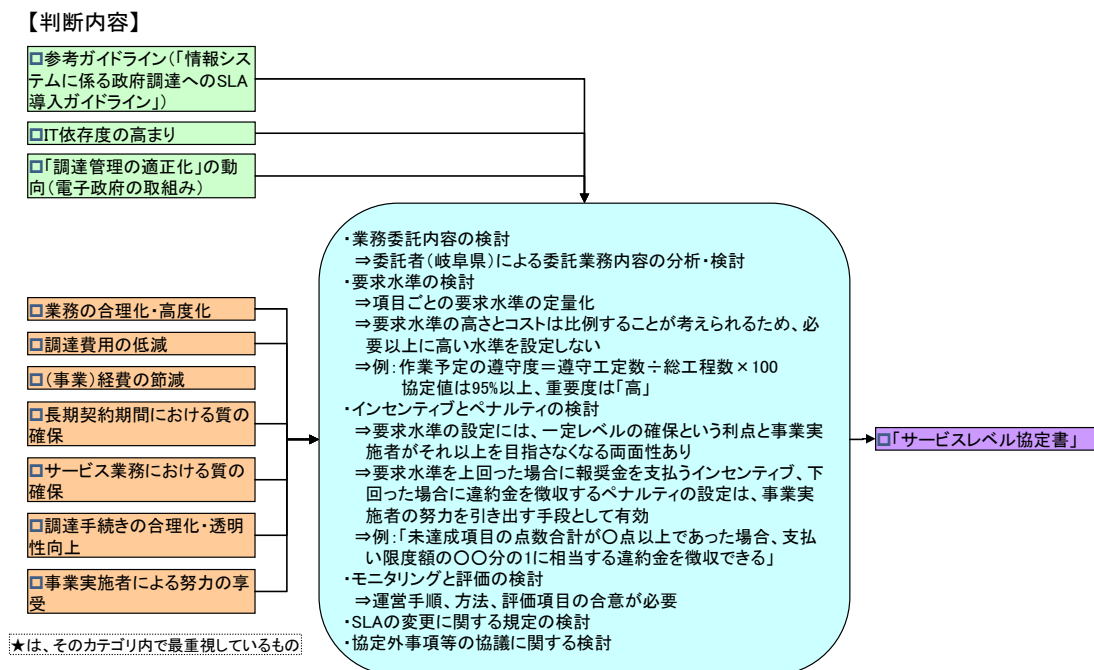 【判断内容】
□参考ガイドライン(「情報シス
テムに係る政府調達へのSLA
導入ガイドライン」)
□IT依存度の高まり
□「調達管理の適正化」の動
向(電子政府の取組み)
・業務委託内容の検討
⇒委託者(岐阜県)による委託業務内容の分析・検討
・要求水準の検討
⇒項目ごとの要求水準の定量化
⇒要求水準の高さとコストは比例することが考えられるため、必
要以上に高い水準を設定しない
⇒例:作業予定の遵守度=遵守工定数÷総工程数×100
協定値は95%以上、重要度は「高」
・インセンティブとペナルティの検討
⇒要求水準の設定には、一定レベルの確保という利点と事業実
施者がそれ以上を目指さなくなる両面性あり
⇒要求水準を上回った場合に報奨金を支払うインセンティブ、下
回った場合に違約金を徴収するペナルティの設定は、事業実
施者の努力を引き出す手段として有効
⇒例:「未達成項目の点数合計が〇点以上であった場合、支払
い限度額の〇〇分の1に相当する違約金を徴収できる」
・モニタリングと評価の検討
⇒運営手順、方法、評価項目の合意が必要
・SLAの変更に関する規定の検討
・協定外事項等の協議に関する検討
□業務の合理化・高度化
□調達費用の低減
□(事業)経費の節減
□長期契約期間における質の
確保
□サービス業務における質の
確保
□調達手続きの合理化・透明
性向上
□事業実施者による努力の享
受
□「サービスレベル協定書」
★は、そのカテゴリ内で最重視しているもの